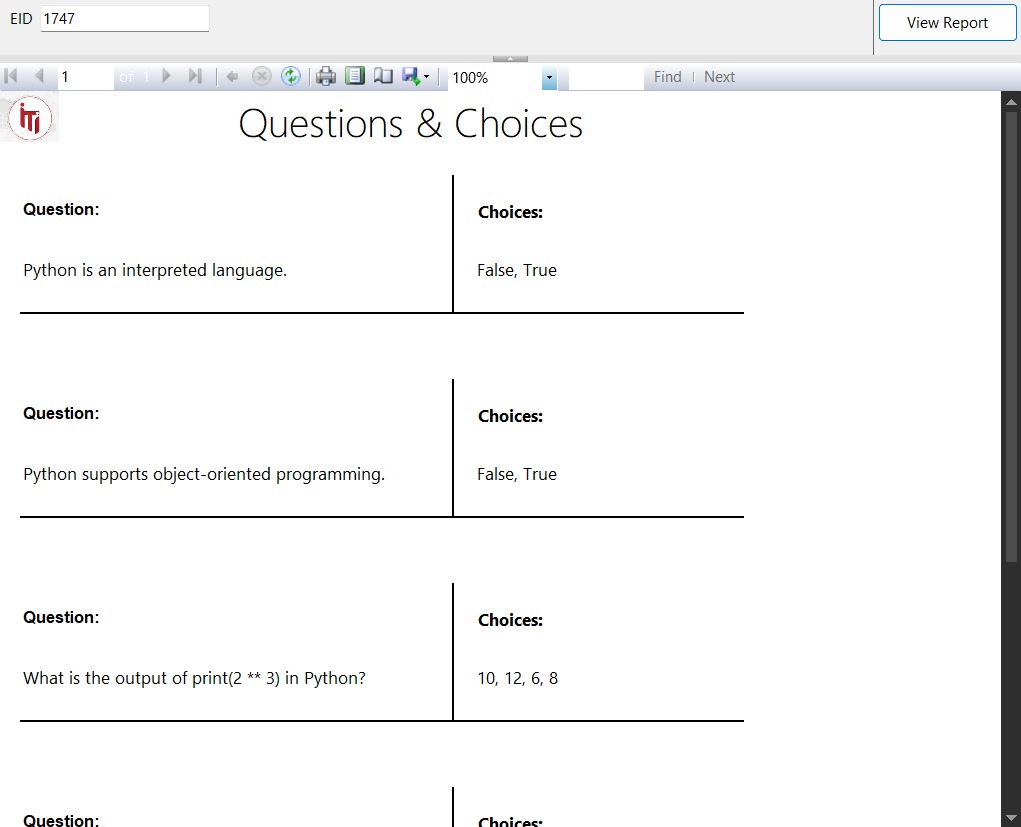 EID 1747 View Report
1 of 1 100% Find | Next
iTi Questions & Choices
Question: Choices:
Python is an interpreted language. False, True
Question: Choices:
Python supports object-oriented programming. False, True
Question: Choices:
What is the output of print(2 ** 3) in Python? 10, 12, 6, 8
Question: Choices: